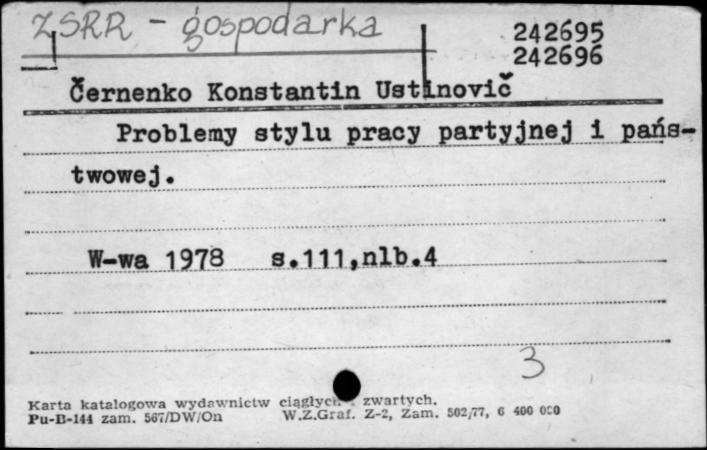 ZSRR - gospodarka
242695
242696
Černenko Konstantin Ustinovič
Problemy stylu pracy partyjnej i pańs-
twowej.
W-wa 1978 s.111,nlb.4
3
Karta katalogowa wydawnictw ciągłych i zwartych.
Pu-B-144 zam. 567/DW/On W.Z.Graf. Z-2, Zam. 502/77, 6 400 000